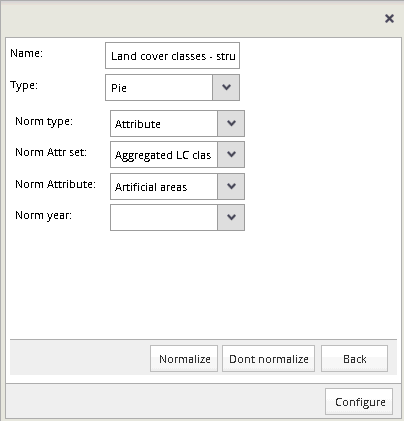 Name: Land cover classes - stru
Type: Pie
Norm type: Attribute
Norm Attr set: Aggregated LC clas
Norm Attribute: Artificial areas
Norm year:
Normalize Dont normalize Back
Configure